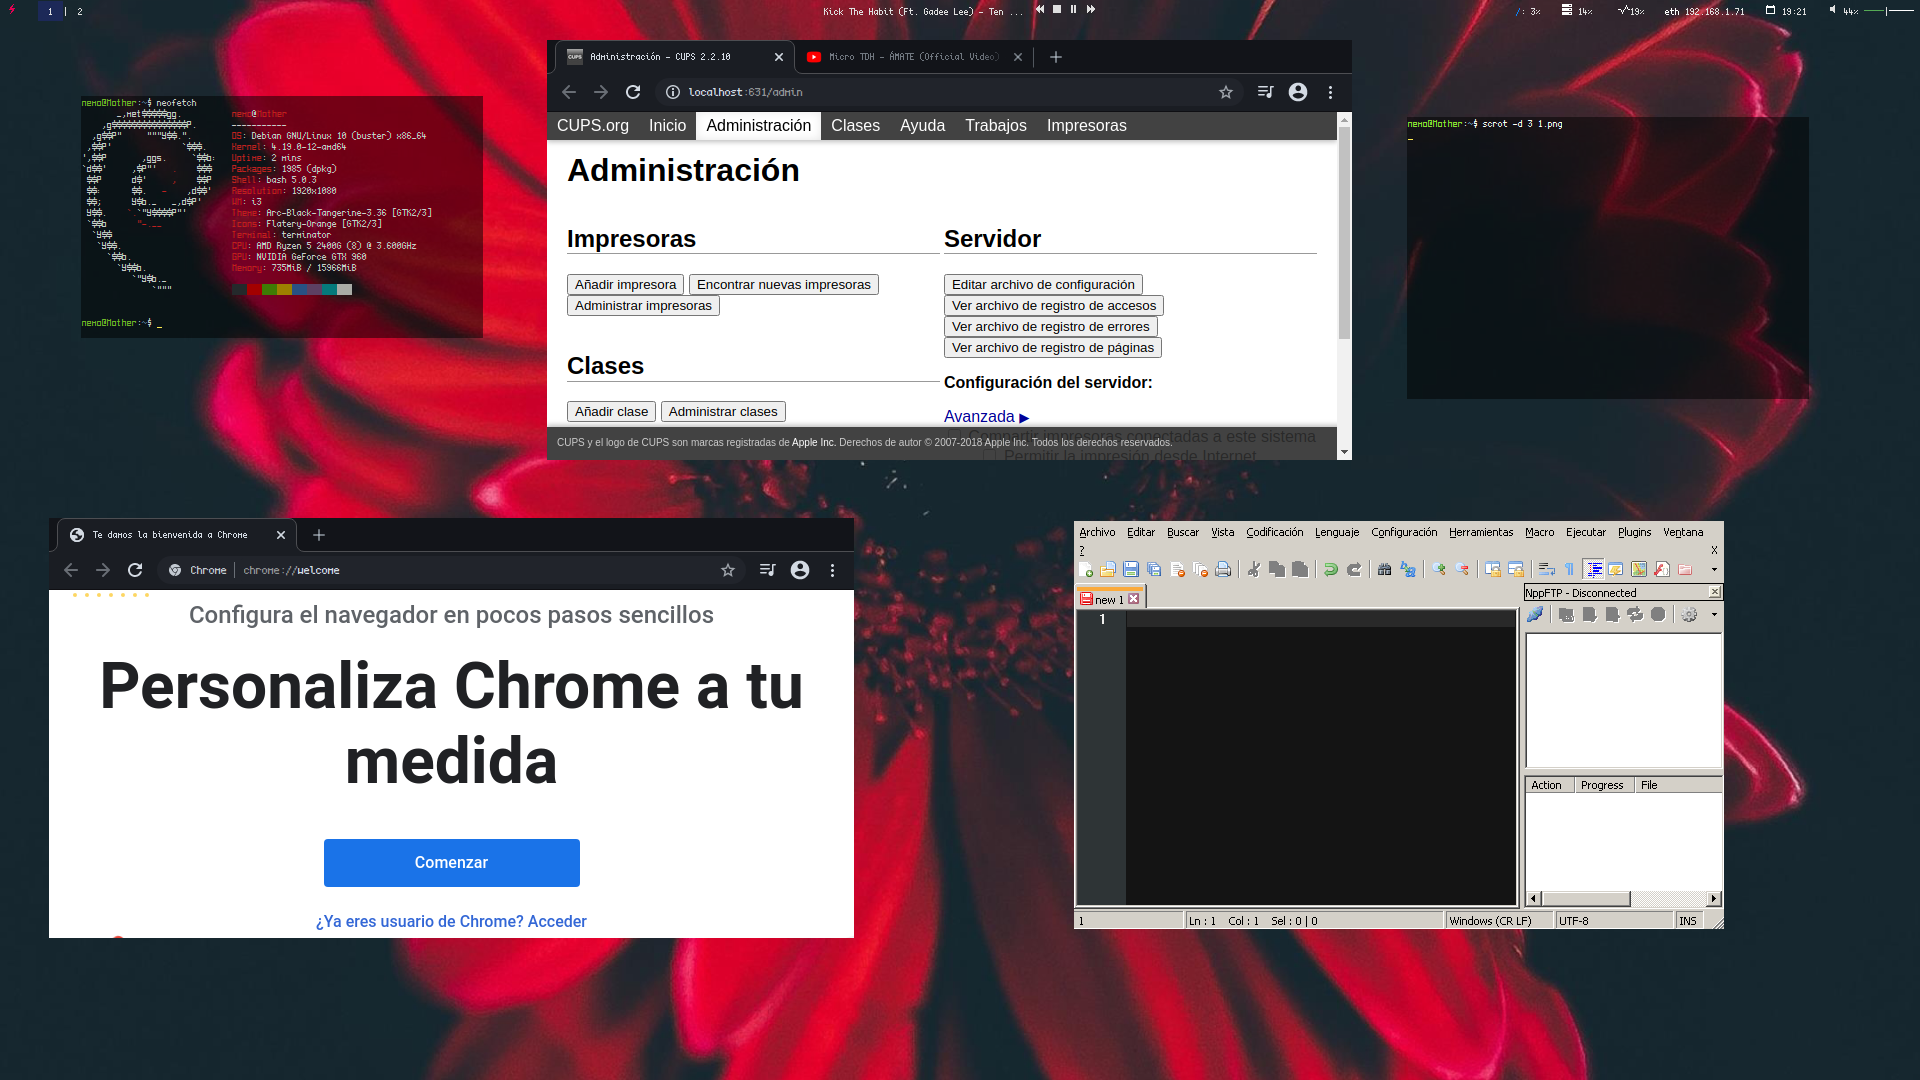 1 | 2
Kick The Habit (Ft. Gadee Lee) - Ten ...
/: 3%
14%
19%
eth 192.168.1.71
19:21
44%
nemo@Mother:~$ neofetch
nemo@Mother
-----------
OS: Debian GNU/Linux 10 (buster) x86_64
Kernel: 4.19.0-12-amd64
Uptime: 2 mins
Packages: 1985 (dpkg)
Shell: bash 5.0.3
Resolution: 1920x1080
WM: i3
Theme: Arc-Black-Tangerine-3.36 [GTK2/3]
Icons: Flatery-Orange [GTK2/3]
Terminal: terminator
CPU: AMD Ryzen 5 2400G (8) @ 3.600GHz
GPU: NVIDIA GeForce GTX 960
Memory: 735MiB / 15966MiB
nemo@Mother:~$ _
Administración - CUPS 2.2.10
Micro TDH - ÁMATE (Official Video)
localhost:631/admin
CUPS.org Inicio Administración Clases Ayuda Trabajos Impresoras
Administración
Impresoras
Añadir impresora Encontrar nuevas impresoras
Administrar impresoras
Clases
Añadir clase Administrar clases
Servidor
Editar archivo de configuración
Ver archivo de registro de accesos
Ver archivo de registro de errores
Ver archivo de registro de páginas
Configuración del servidor:
Avanzada ▶
Compartir impresoras conectadas a este sistema
CUPS y el logo de CUPS son marcas registradas de Apple Inc. Derechos de autor © 2007-2018 Apple Inc. Todos los derechos reservados.
Permitir la impresión desde Internet
nemo@Mother:~$ scrot -d 3 1.png
_
Te damos la bienvenida a Chrome
Chrome | chrome://welcome
Configura el navegador en pocos pasos sencillos
Personaliza Chrome a tu
medida
Comenzar
¿Ya eres usuario de Chrome? Acceder
Archivo Editar Buscar Vista Codificación Lenguaje Configuración Herramientas Macro Ejecutar Plugins Ventana
? X
new 1
1
NppFTP - Disconnected
Action Progress File
1 Ln : 1 Col : 1 Sel : 0 | 0 Windows (CR LF) UTF-8 INS